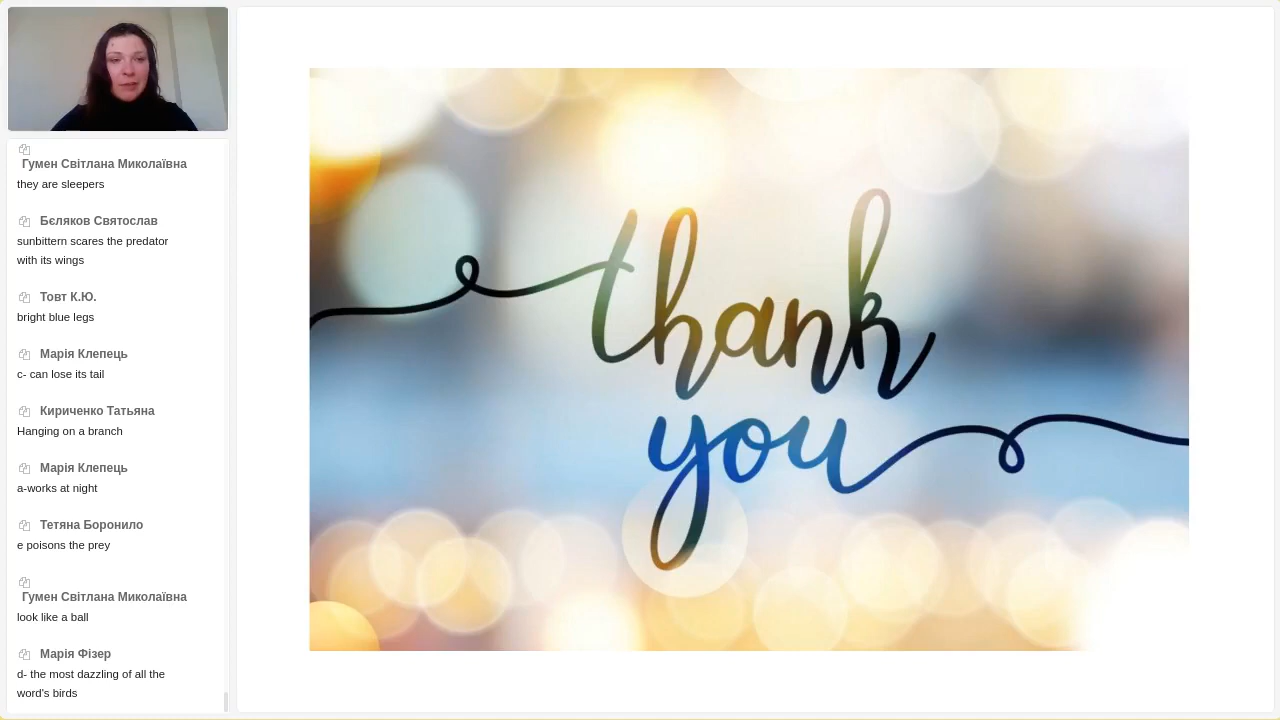 Гумен Світлана Миколаївна
they are sleepers
Бєляков Святослав
sunbittern scares the predator
with its wings
Товт К.Ю.
bright blue legs
Марія Клепець
c- can lose its tail
Кириченко Татьяна
Hanging on a branch
Марія Клепець
a-works at night
Тетяна Боронило
e poisons the prey
Гумен Світлана Миколаївна
look like a ball
Марія Фізер
d- the most dazzling of all the
word's birds
thank
you